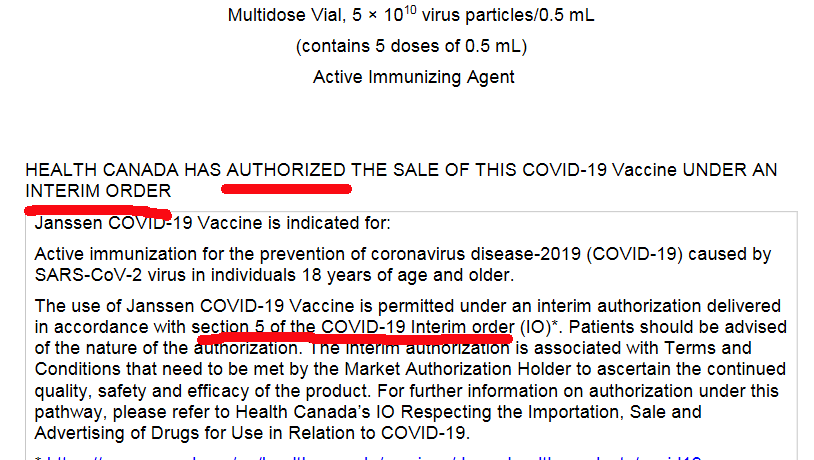 Multidose Vial, 5 × 10¹⁰ virus particles/0.5 mL
(contains 5 doses of 0.5 mL)
Active Immunizing Agent
HEALTH CANADA HAS AUTHORIZED THE SALE OF THIS COVID-19 Vaccine UNDER AN
INTERIM ORDER
Janssen COVID-19 Vaccine is indicated for:
Active immunization for the prevention of coronavirus disease-2019 (COVID-19) caused by
SARS-CoV-2 virus in individuals 18 years of age and older.
The use of Janssen COVID-19 Vaccine is permitted under an interim authorization delivered
in accordance with section 5 of the COVID-19 Interim order (IO)*. Patients should be advised
of the nature of the authorization. The interim authorization is associated with Terms and
Conditions that need to be met by the Market Authorization Holder to ascertain the continued
quality, safety and efficacy of the product. For further information on authorization under this
pathway, please refer to Health Canada's IO Respecting the Importation, Sale and
Advertising of Drugs for Use in Relation to COVID-19.